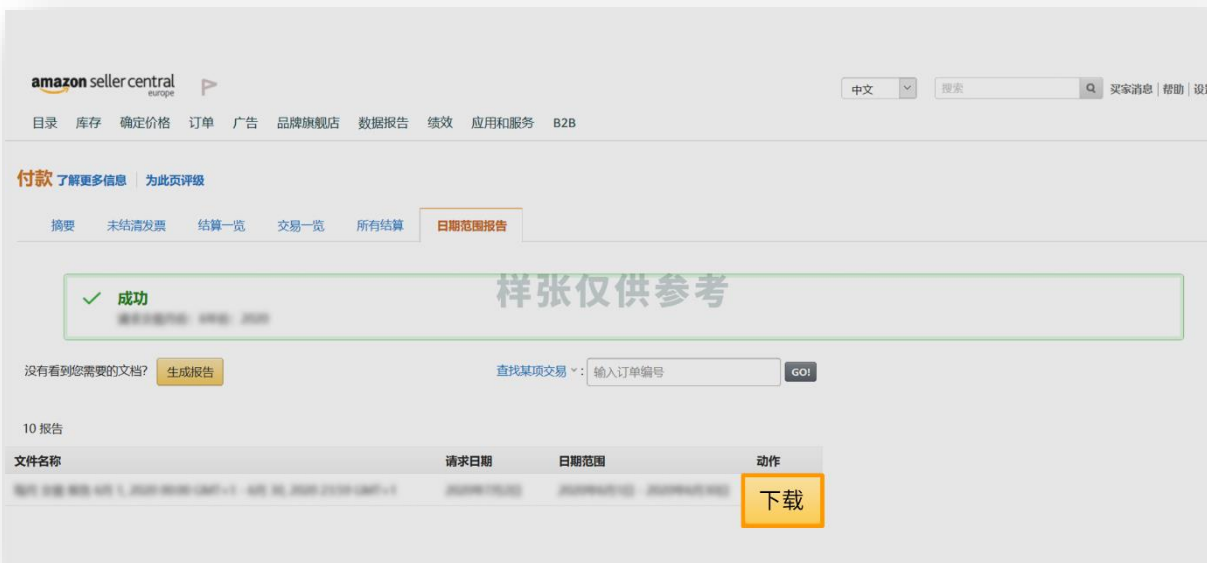 amazon seller central
europe
中文
搜索
买家消息 | 帮助 | 设
目录 库存 确定价格 订单 广告 品牌旗舰店 数据报告 绩效 应用和服务 B2B
付款 了解更多信息 | 为此页评级
摘要 未结清发票 结算一览 交易一览 所有结算 日期范围报告
样张仅供参考
成功
没有看到您需要的文档? 生成报告 查找某项交易 : 输入订单编号 GO!
10 报告
文件名称 请求日期 日期范围 动作
下载